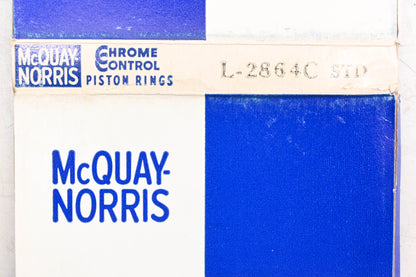 McQUAY-
NORRIS
CHROME
CONTROL
PISTON RINGS
L-2864C STD
McQUAY-
NORRIS